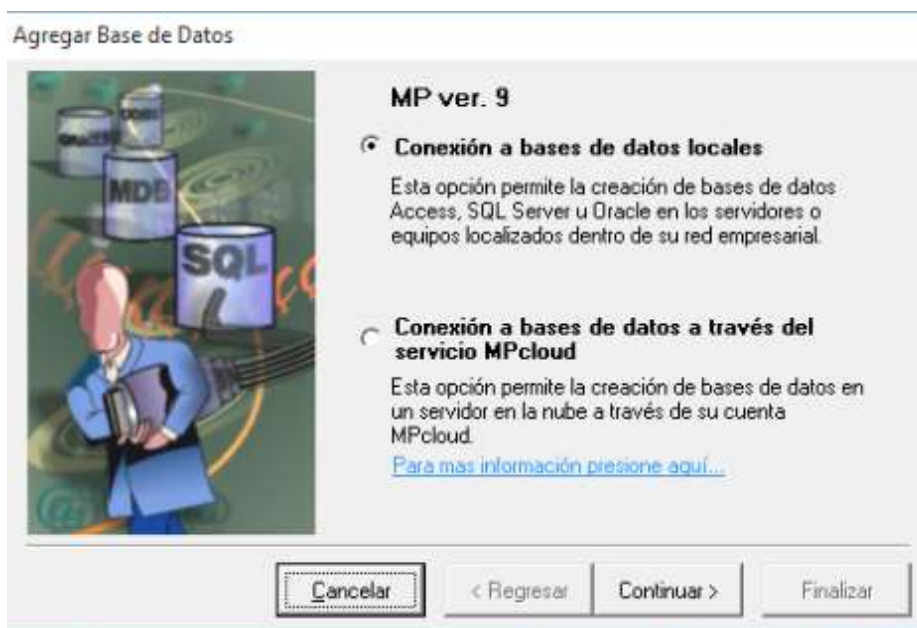 Agregar Base de Datos
MP ver. 9
Conexión a bases de datos locales
Esta opción permite la creación de bases de datos
Access, SQL Server u Oracle en los servidores o
equipos localizados dentro de su red empresarial.
Conexión a bases de datos a través del
servicio MPcloud
Esta opción permite la creación de bases de datos en
un servidor en la nube a través de su cuenta
MPcloud.
Para mas información presione aquí...
MDB
SQL
@
Cancelar
< Regresar
Continuar >
Finalizar